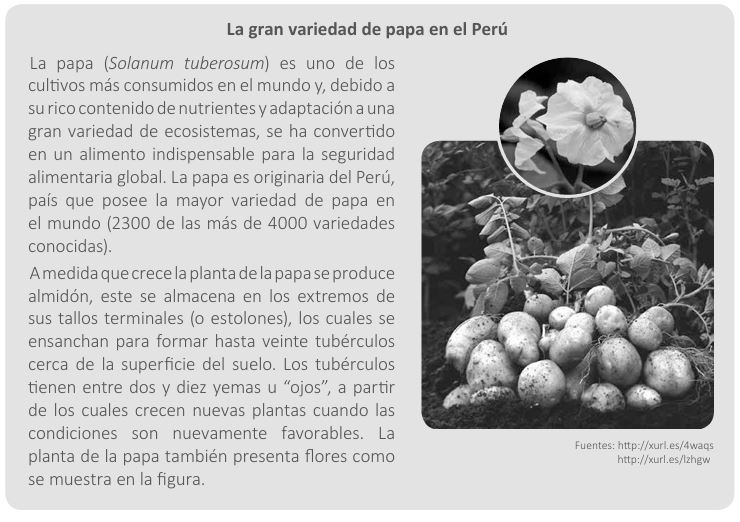 La gran variedad de papa en el Perú
La papa (Solanum tuberosum) es uno de los
cultivos más consumidos en el mundo y, debido a
su rico contenido de nutrientes y adaptación a una
gran variedad de ecosistemas, se ha convertido
en un alimento indispensable para la seguridad
alimentaria global. La papa es originaria del Perú,
país que posee la mayor variedad de papa en
el mundo (2300 de las más de 4000 variedades
conocidas).
A medida que crece la planta de la papa se produce
almidón, este se almacena en los extremos de
sus tallos terminales (o estolones), los cuales se
ensanchan para formar hasta veinte tubérculos
cerca de la superficie del suelo. Los tubérculos
tienen entre dos y diez yemas u “ojos”, a partir
de los cuales crecen nuevas plantas cuando las
condiciones son nuevamente favorables. La
planta de la papa también presenta flores como
se muestra en la figura.
Fuentes: http://xurl.es/4waqs
http://xurl.es/lzhgw